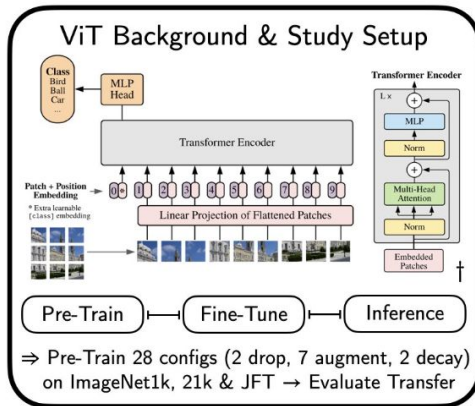 ViT Background & Study Setup
Class
Bird
Ball
Car
...
MLP
Head
Transformer Encoder
Patch + Position
Embedding
* Extra learnable
[class] embedding
0 * 1 2 3 4 5 6 7 8 9
Linear Projection of Flattened Patches
Transformer Encoder
L x
+
MLP
Norm
+
Multi-Head
Attention
Norm
Embedded
Patches
†
Pre-Train
Fine-Tune
Inference
⇒ Pre-Train 28 configs (2 drop, 7 augment, 2 decay)
on ImageNet1k, 21k & JFT → Evaluate Transfer